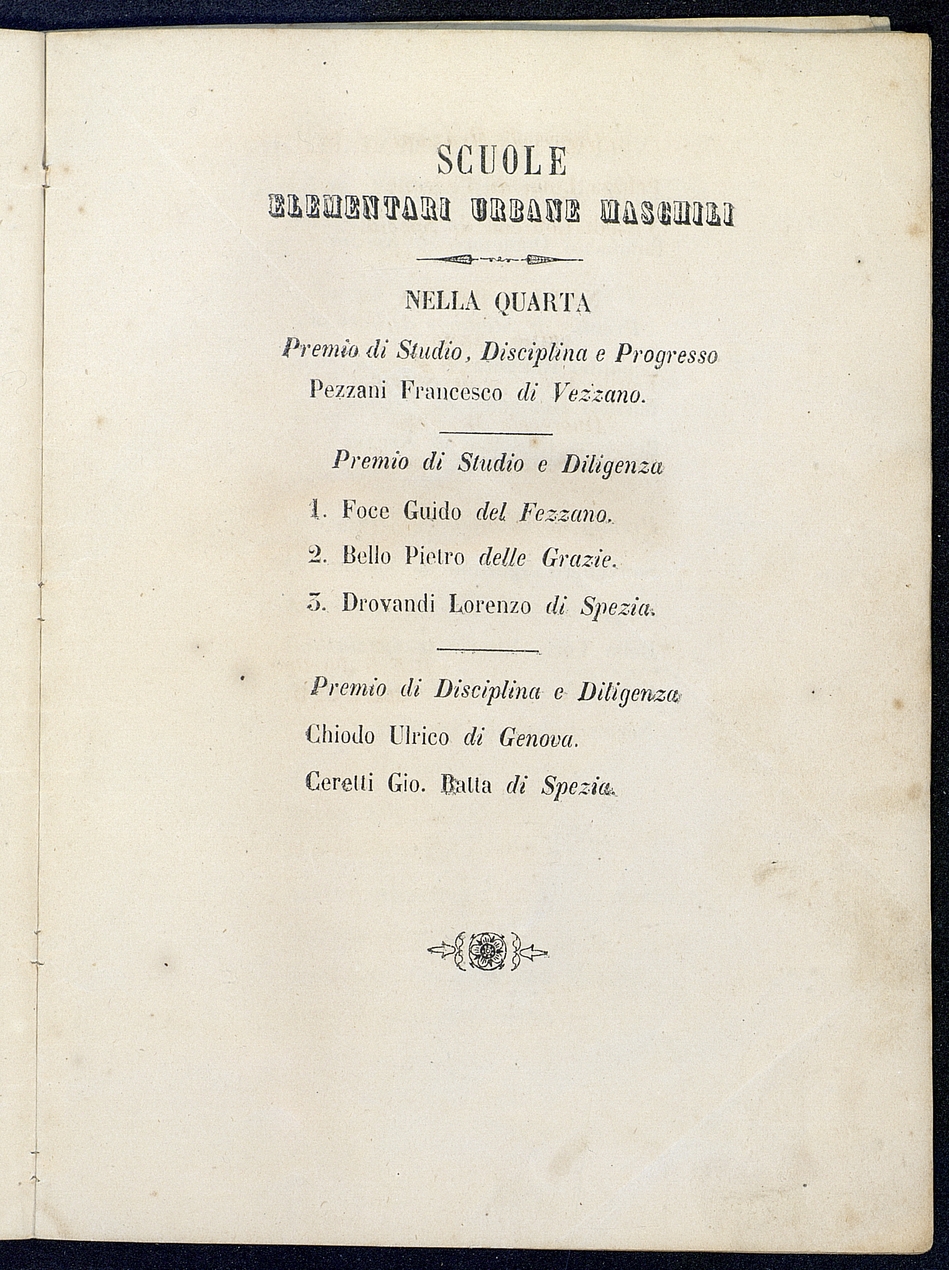 SCUOLE
ELEMENTARI URBANE MASCHILI
NELLA QUARTA
Premio di Studio, Disciplina e Progresso
Pezzani Francesco di Vezzano.
Premio di Studio e Diligenza
1. Foce Guido del Fezzano.
2. Bello Pietro delle Grazie.
3. Drovandi Lorenzo di Spezia.
Premio di Disciplina e Diligenza
Chiodo Ulrico di Genova.
Ceretti Gio. Batta di Spezia.